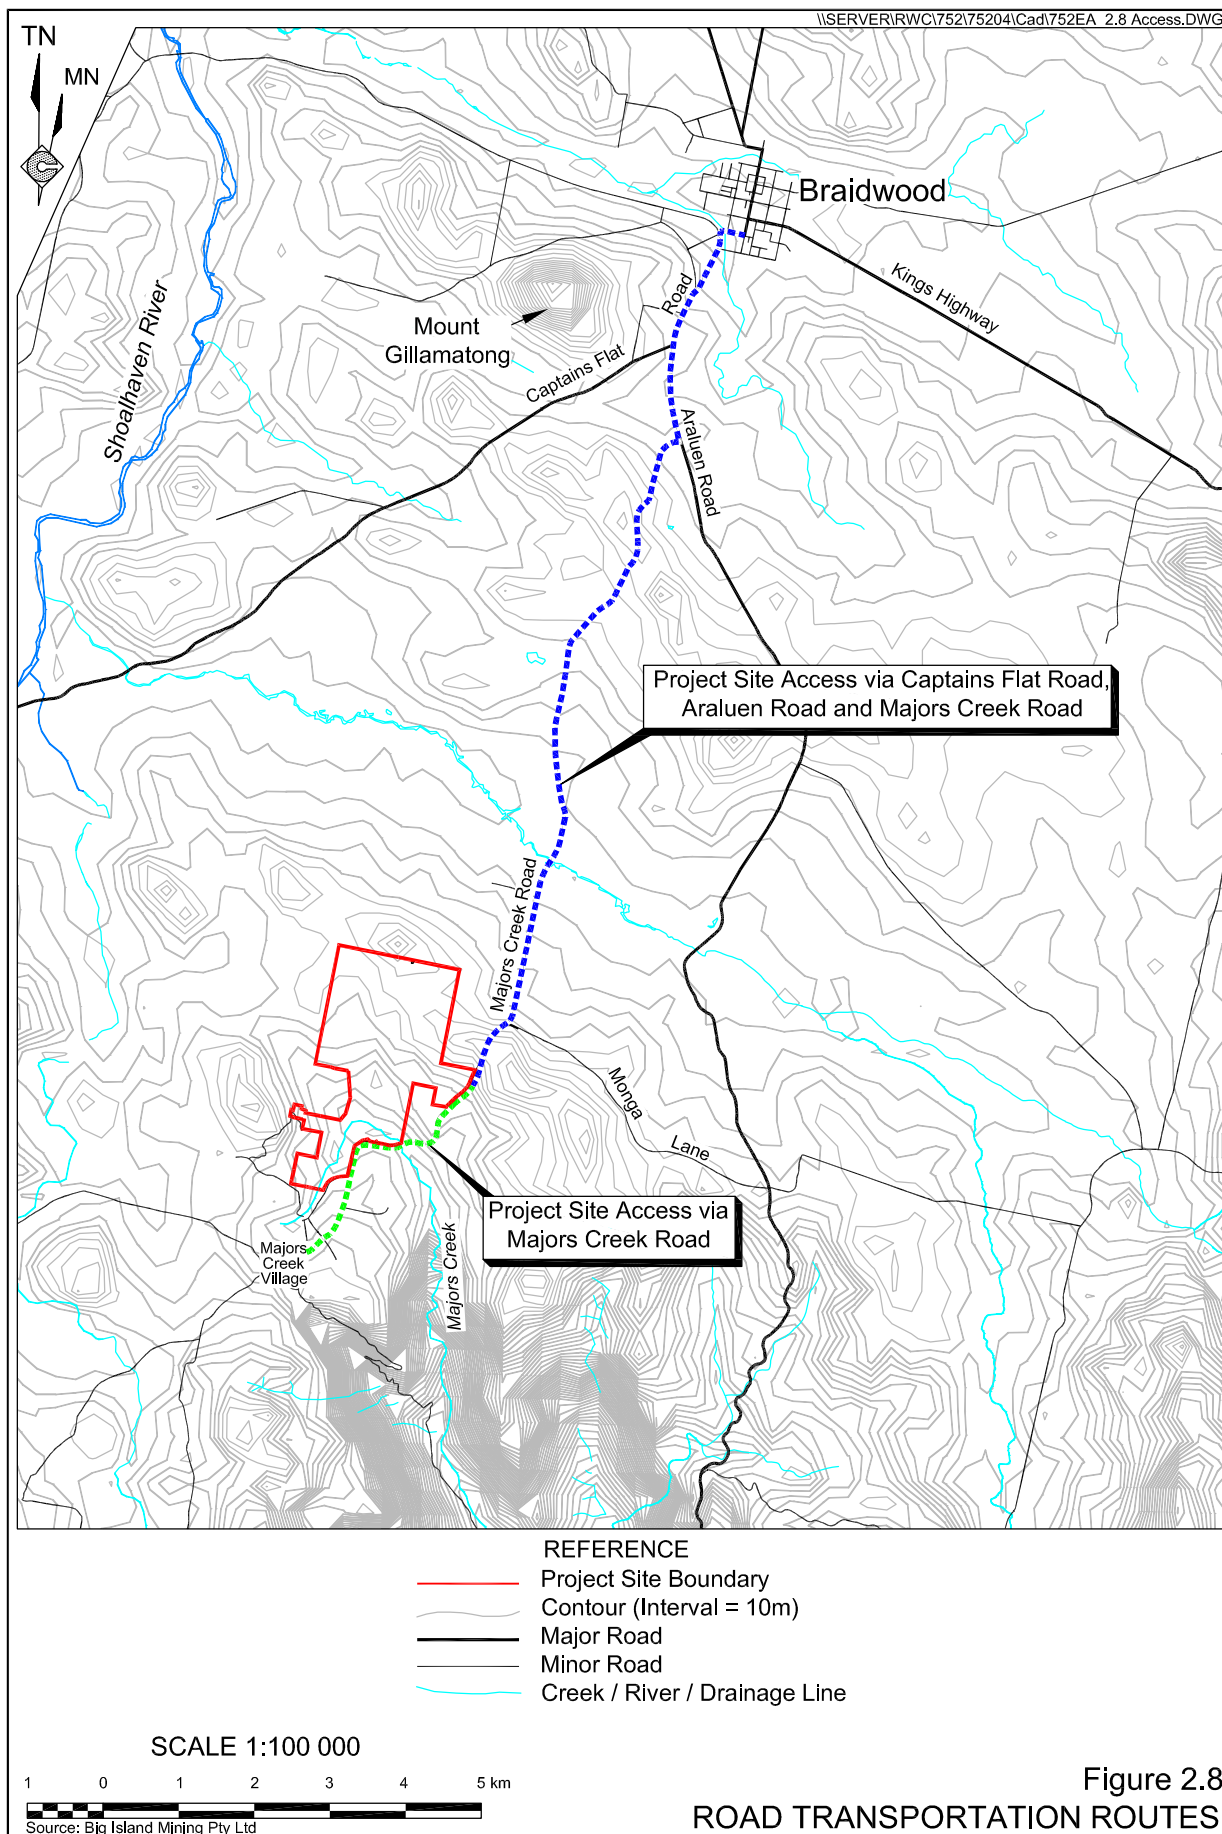 \\SERVER\RWC\752\75204\Cad\752EA_2.8 Access.DWG
TN
MN
Braidwood
Kings Highway
Road
Mount
Gillamatong
Captains Flat
Shoalhaven River
Araluen Road
Project Site Access via Captains Flat Road,
Araluen Road and Majors Creek Road
Majors Creek Road
Monga
Lane
Project Site Access via
Majors Creek Road
Majors
Creek
Village
Majors Creek
REFERENCE
Project Site Boundary
Contour (Interval = 10m)
Major Road
Minor Road
Creek / River / Drainage Line
SCALE 1:100 000
1 0 1 2 3 4 5 km
Source: Big Island Mining Pty Ltd
Figure 2.8
ROAD TRANSPORTATION ROUTES